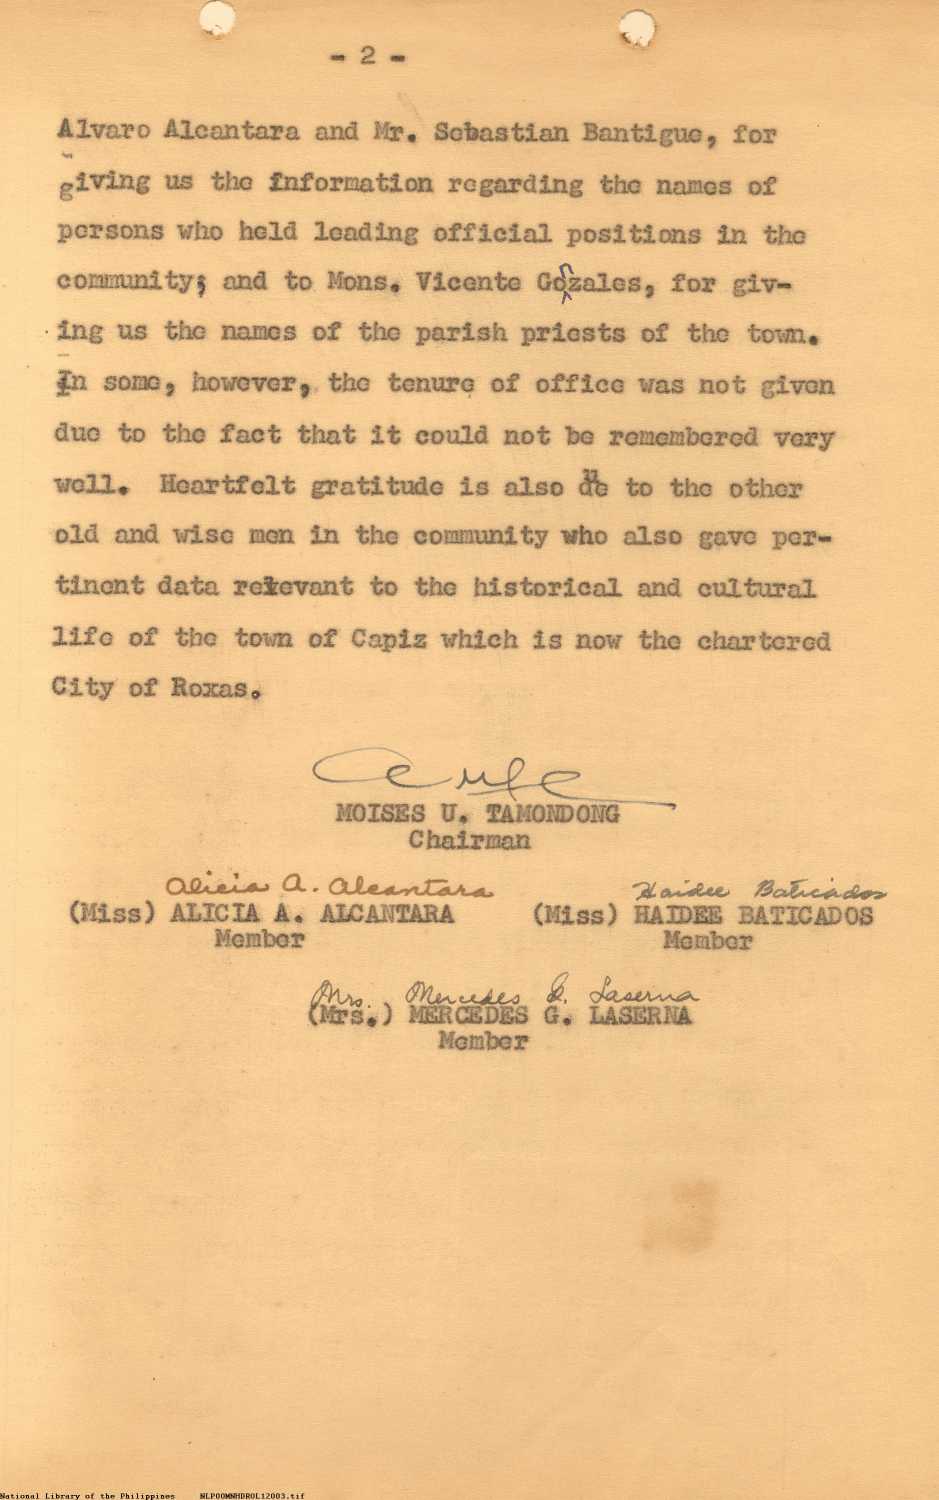 - 2 -
Alvaro Alcantara and Mr. Sebastian Bantigue, for
giving us the information regarding the names of
persons who held leading official positions in the
community; and to Mons. Vicente Gonzales, for giv-
ing us the names of the parish priests of the town.
In some, however, the tenure of office was not given
due to the fact that it could not be remembered very
well. Heartfelt gratitude is also due to the other
old and wise men in the community who also gave per-
tinent data relevant to the historical and cultural
life of the town of Capiz which is now the chartered
City of Roxas.
MOISES U. TAMONDONG
Chairman
Alicia A. Alcantara Haidee Baticados
(Miss) ALICIA A. ALCANTARA (Miss) HAIDEE BATICADOS
Member Member
Mrs. Mercedes G. Laserna
(Mrs.) MERCEDES G. LASERNA
Member
National Library of the Philippines NLPOOMNHDROL12003.tif